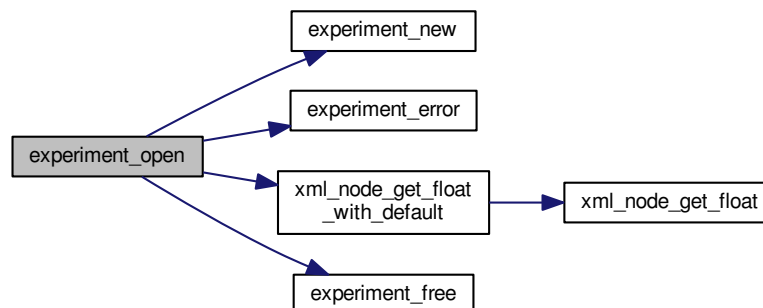 experiment_new
experiment_error
experiment_open
xml_node_get_float
_with_default
xml_node_get_float
experiment_free